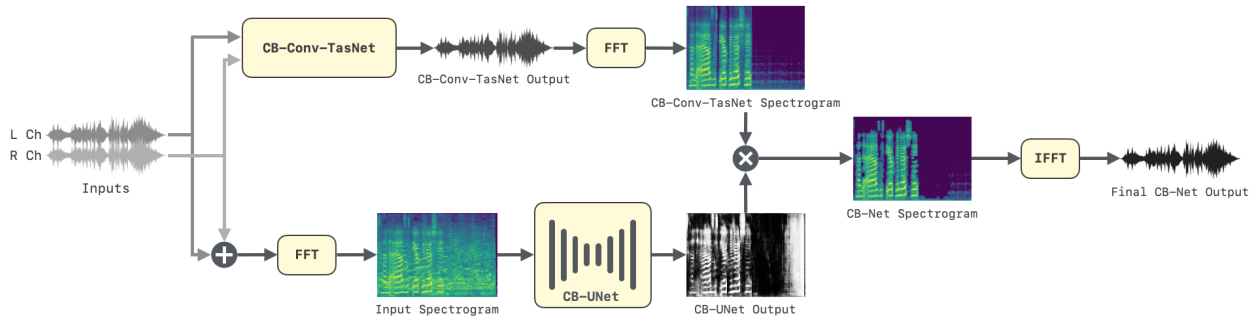 CB-Conv-TasNet
FFT
CB-Conv-TasNet Output
CB-Conv-TasNet Spectrogram
L Ch
R Ch
Inputs
IFFT
Final CB-Net Output
CB-Net Spectrogram
FFT
CB-UNet
Input Spectrogram
CB-UNet Output